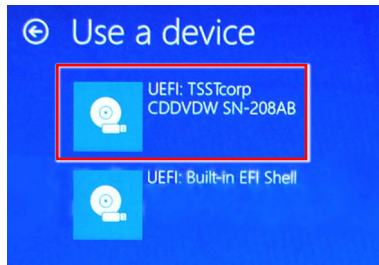 Use a device
UEFI: TSSTcorp
CDDVDW SN-208AB
UEFI: Built-in EFI Shell